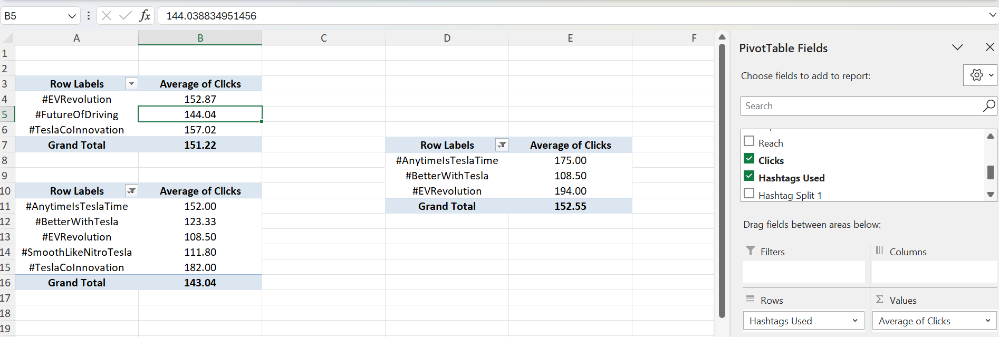 B5 fx 144.038834951456
A B C D E F
1
2
3 Row Labels Average of Clicks
4 #EVRevolution 152.87
5 #FutureOfDriving 144.04
6 #TeslaCoInnovation 157.02
7 Grand Total 151.22 Row Labels Average of Clicks
8 #AnytimeIsTeslaTime 175.00
9 #BetterWithTesla 108.50
10 Row Labels Average of Clicks #EVRevolution 194.00
11 #AnytimeIsTeslaTime 152.00 Grand Total 152.55
12 #BetterWithTesla 123.33
13 #EVRevolution 108.50
14 #SmoothLikeNitroTesla 111.80
15 #TeslaCoInnovation 182.00
16 Grand Total 143.04
17
18
19
PivotTable Fields
Choose fields to add to report:
Search
Reach
Clicks
Hashtags Used
Hashtag Split 1
Drag fields between areas below:
Filters Columns
Rows Σ Values
Hashtags Used Average of Clicks